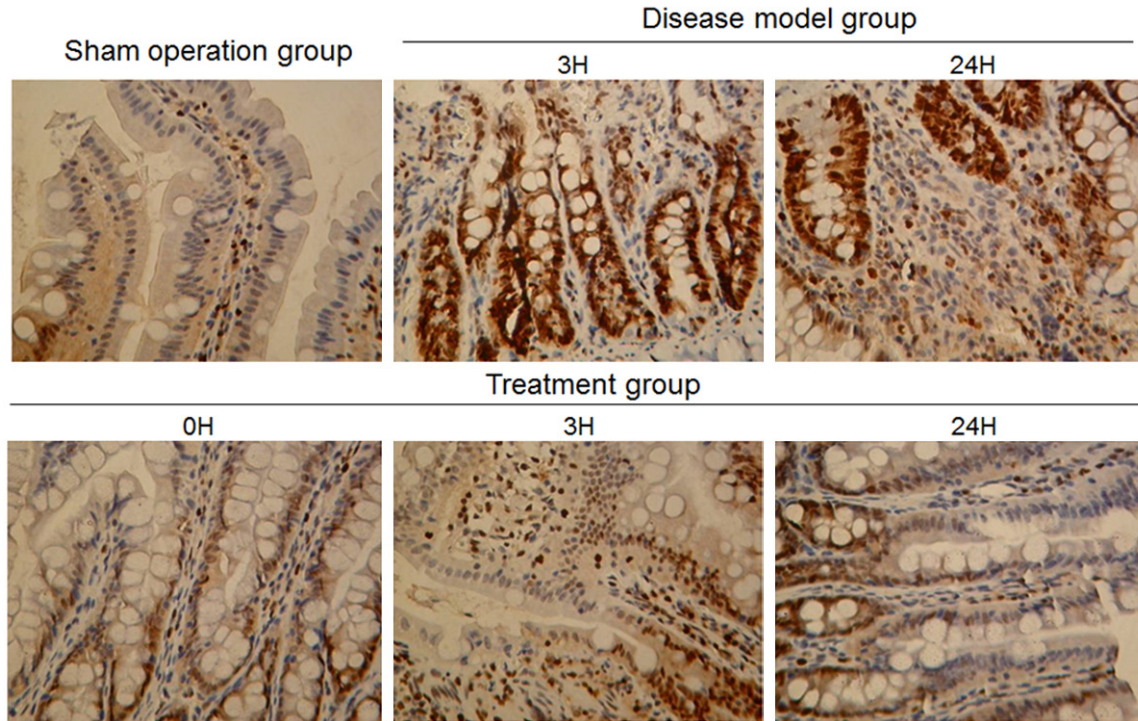 Disease model group
Sham operation group
3H
24H
Treatment group
0H
3H
24H